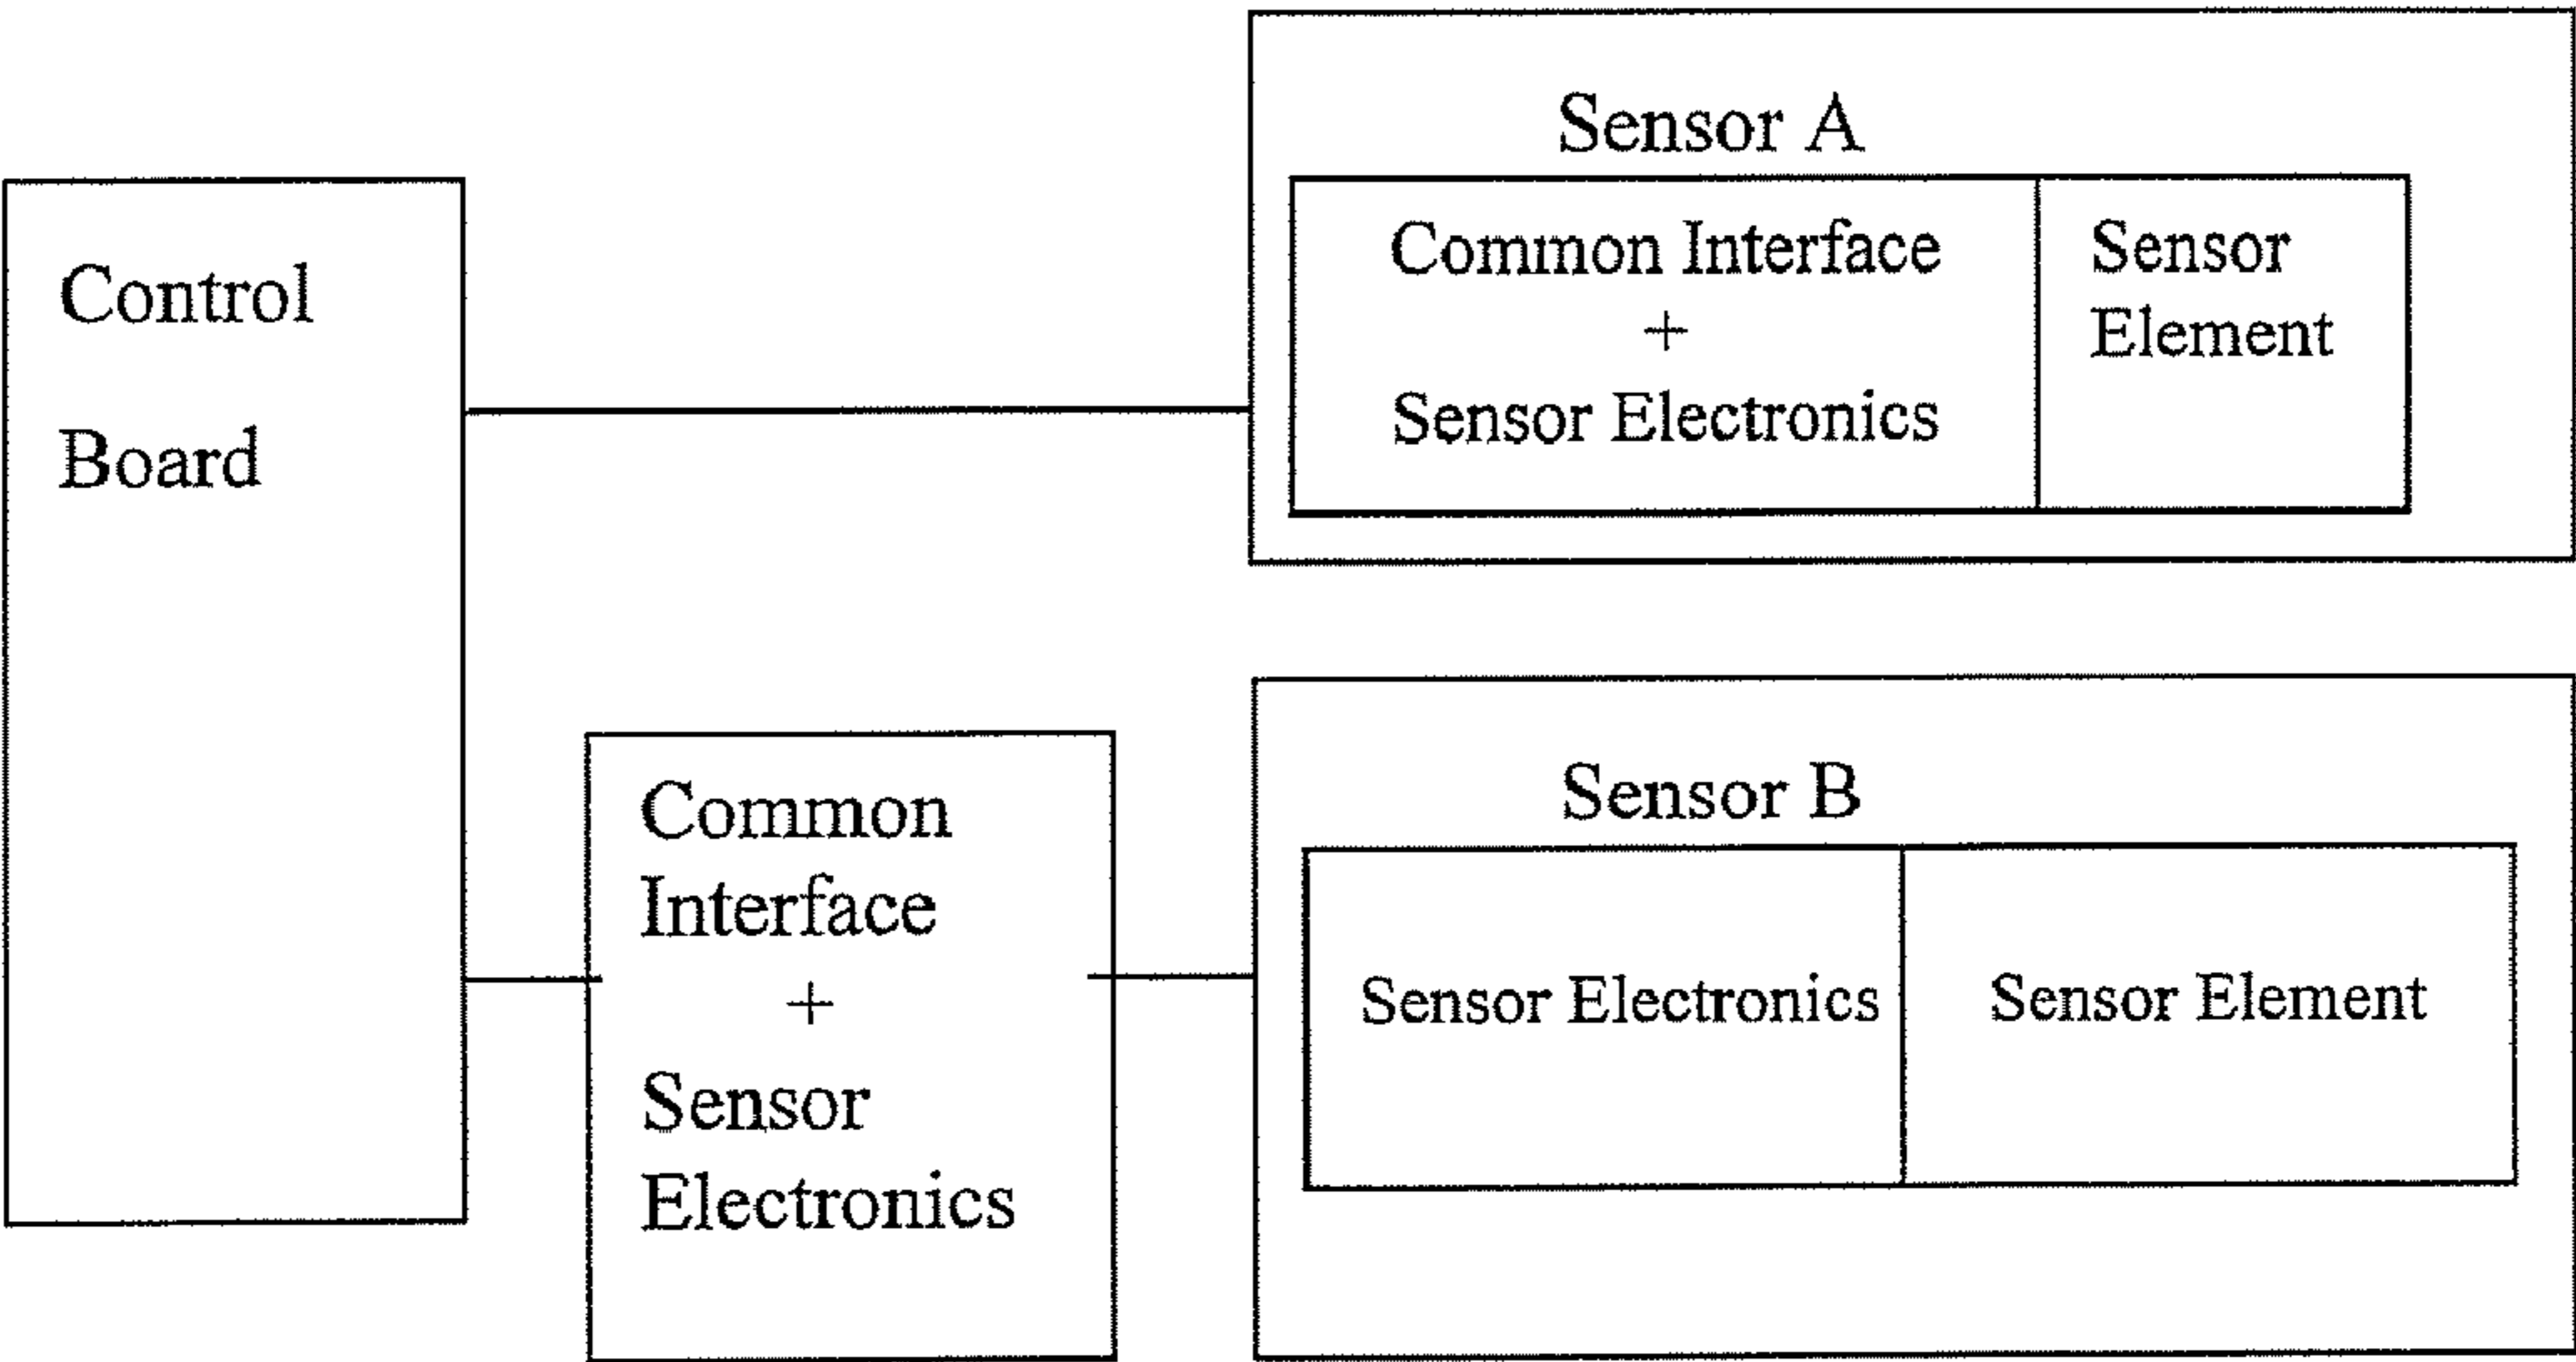 Control
Board
Sensor A
Common Interface
+
Sensor Electronics
Sensor
Element
Common
Interface
+
Sensor
Electronics
Sensor B
Sensor Electronics
Sensor Element